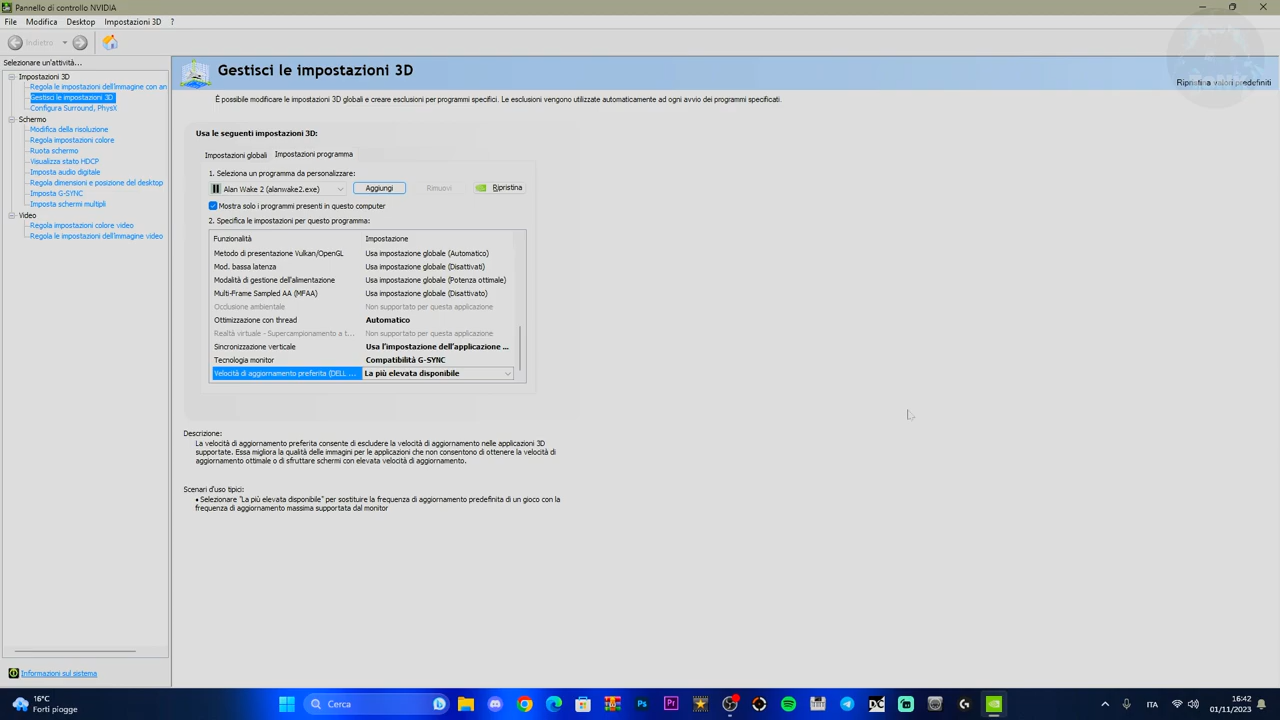 Pannello di controllo NVIDIA
File Modifica Desktop Impostazioni 3D ?
Indietro
Selezionare un'attività...
Impostazioni 3D
Regola le impostazioni dell'immagine con an
Gestisci le impostazioni 3D
Configura Surround, PhysX
Schermo
Modifica della risoluzione
Regola impostazioni colore
Ruota schermo
Visualizza stato HDCP
Imposta audio digitale
Regola dimensioni e posizione del desktop
Imposta G-SYNC
Imposta schermi multipli
Video
Regola impostazioni colore video
Regola le impostazioni dell'immagine video
Informazioni sul sistema
Gestisci le impostazioni 3D
Ripristina valori predefiniti
È possibile modificare le impostazioni 3D globali e creare esclusioni per programmi specifici. Le esclusioni vengono utilizzate automaticamente ad ogni avvio dei programmi specificati.
Usa le seguenti impostazioni 3D:
Impostazioni globali Impostazioni programma
1. Seleziona un programma da personalizzare:
Alan Wake 2 (alanwake2.exe) Aggiungi Rimuovi Ripristina
Mostra solo i programmi presenti in questo computer
2. Specifica le impostazioni per questo programma:
Funzionalità Impostazione
Metodo di presentazione Vulkan/OpenGL Usa impostazione globale (Automatico)
Mod. bassa latenza Usa impostazione globale (Disattivati)
Modalità di gestione dell'alimentazione Usa impostazione globale (Potenza ottimale)
Multi-Frame Sampled AA (MFAA) Usa impostazione globale (Disattivato)
Occlusione ambientale Non supportato per questa applicazione
Ottimizzazione con thread Automatico
Realtà virtuale - Supercampionamento a t... Non supportato per questa applicazione
Sincronizzazione verticale Usa l'impostazione dell'applicazione ...
Tecnologia monitor Compatibilità G-SYNC
Velocità di aggiornamento preferita (DELL ... La più elevata disponibile
Descrizione:
La velocità di aggiornamento preferita consente di escludere la velocità di aggiornamento nelle applicazioni 3D
supportate. Essa migliora la qualità delle immagini per le applicazioni che non consentono di ottenere la velocità di
aggiornamento ottimale o di sfruttare schermi con elevata velocità di aggiornamento.
Scenari d'uso tipici:
• Selezionare "La più elevata disponibile" per sostituire la frequenza di aggiornamento predefinita di un gioco con la
frequenza di aggiornamento massima supportata dal monitor
16°C
Forti piogge
Cerca
Ps
Pr
ITA
16:42
01/11/2023